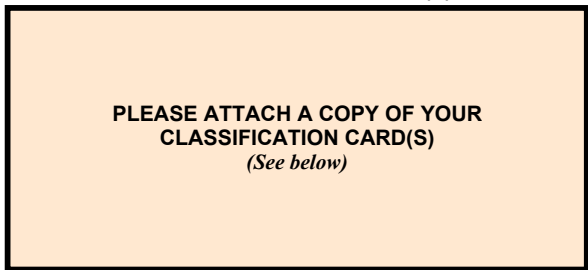 PLEASE ATTACH A COPY OF YOUR
CLASSIFICATION CARD(S)
(See below)